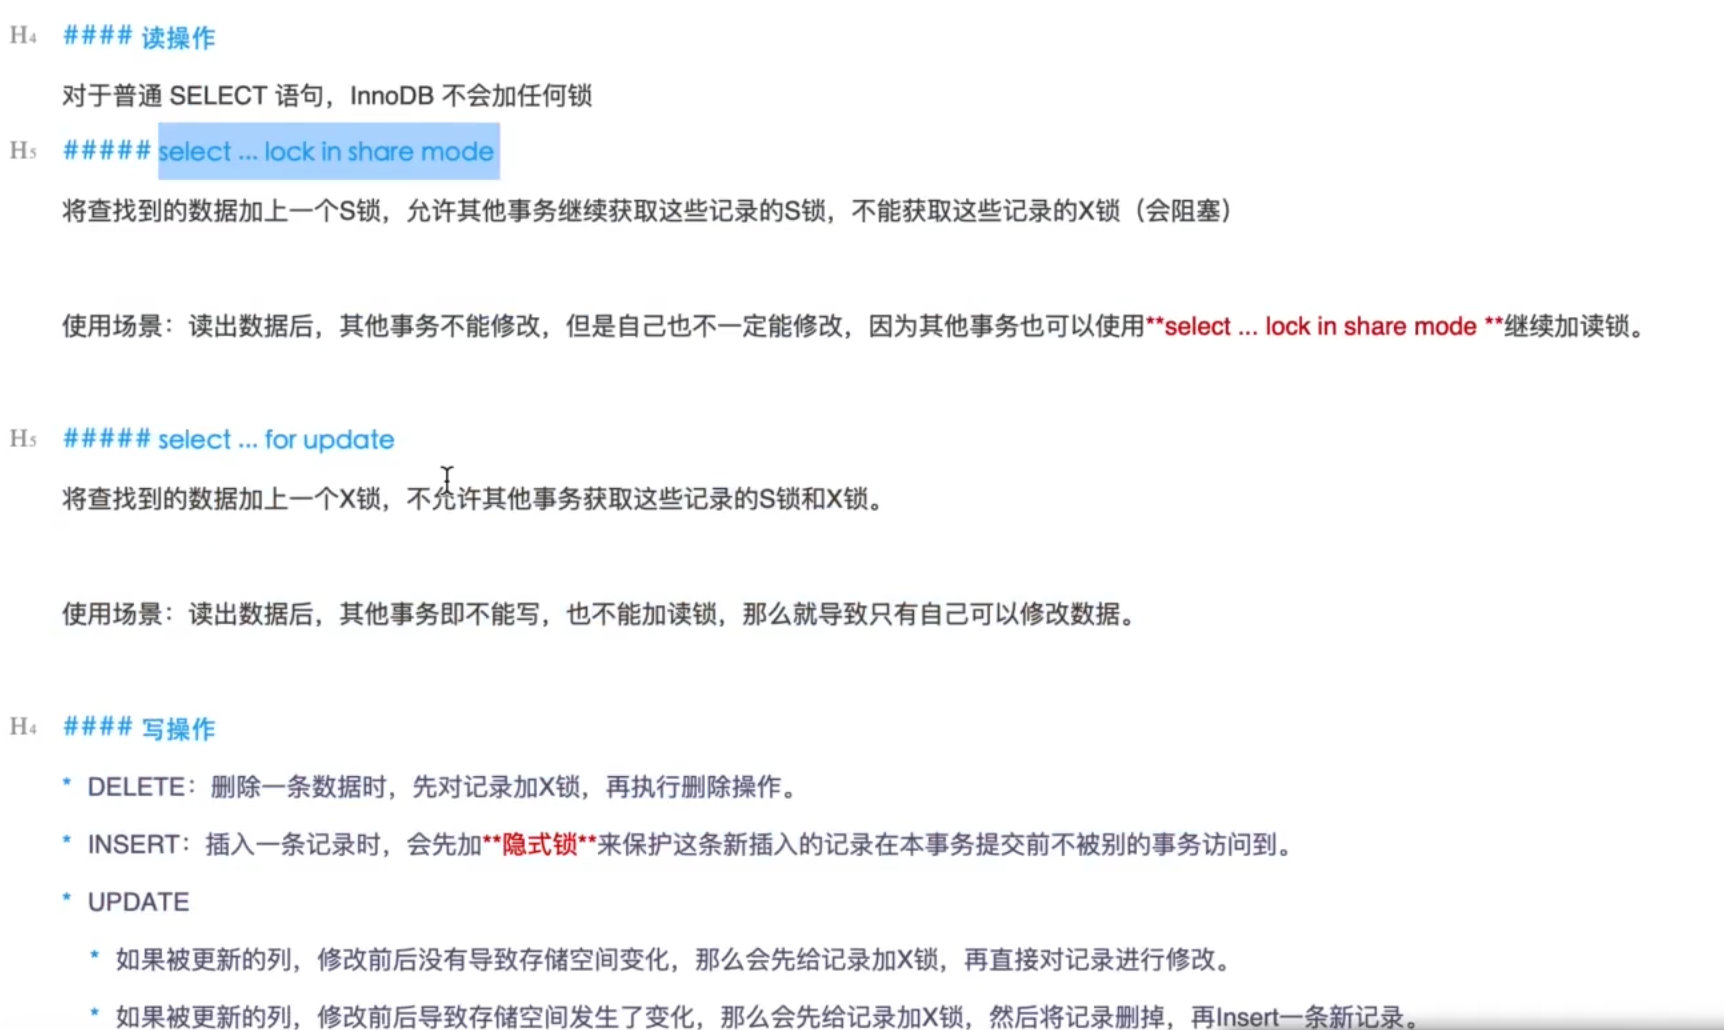 H4 #### 读操作
对于普通 SELECT 语句，InnoDB 不会加任何锁
H5 ##### select ... lock in share mode
将查找到的数据加上一个S锁，允许其他事务继续获取这些记录的S锁，不能获取这些记录的X锁（会阻塞）
使用场景：读出数据后，其他事务不能修改，但是自己也不一定能修改，因为其他事务也可以使用**select ... lock in share mode **继续加读锁。
H5 ##### select ... for update
将查找到的数据加上一个X锁，不允许其他事务获取这些记录的S锁和X锁。
使用场景：读出数据后，其他事务即不能写，也不能加读锁，那么就导致只有自己可以修改数据。
H4 #### 写操作
* DELETE：删除一条数据时，先对记录加X锁，再执行删除操作。
* INSERT：插入一条记录时，会先加**隐式锁**来保护这条新插入的记录在本事务提交前不被别的事务访问到。
* UPDATE
* 如果被更新的列，修改前后没有导致存储空间变化，那么会先给记录加X锁，再直接对记录进行修改。
* 如果被更新的列，修改前后导致存储空间发生了变化，那么会先给记录加X锁，然后将记录删掉，再Insert一条新记录。